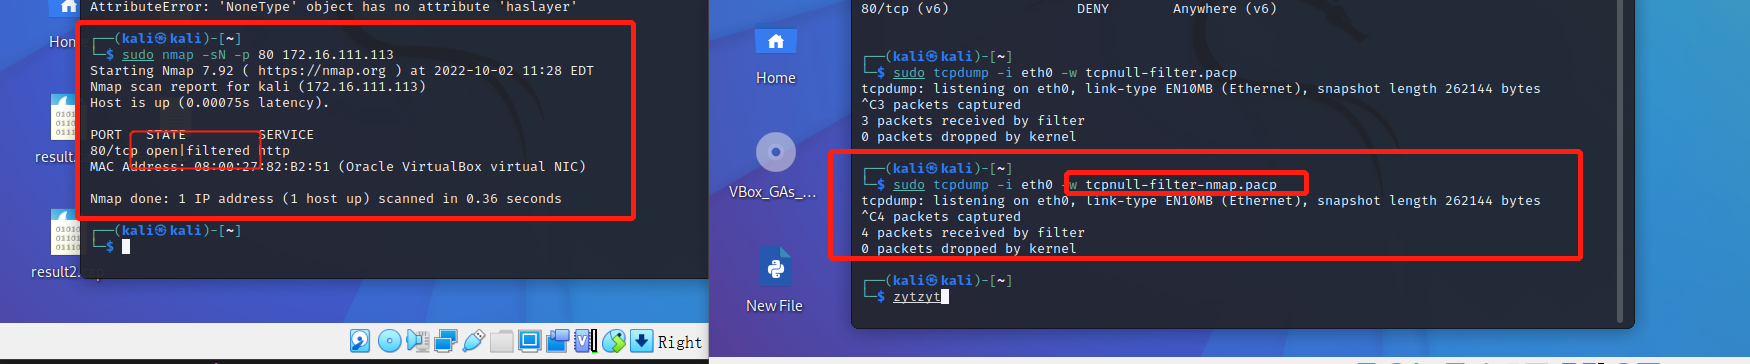 AttributeError: 'NoneType' object has no attribute 'haslayer'
┌──(kali㉿kali)-[~]
└─$ sudo nmap -sN -p 80 172.16.111.113
Starting Nmap 7.92 ( https://nmap.org ) at 2022-10-02 11:28 EDT
Nmap scan report for kali (172.16.111.113)
Host is up (0.00075s latency).
PORT   STATE         SERVICE
80/tcp open|filtered http
MAC Address: 08:00:27:82:B2:51 (Oracle VirtualBox virtual NIC)
Nmap done: 1 IP address (1 host up) scanned in 0.36 seconds
┌──(kali㉿kali)-[~]
└─$
Hom
result
result2.
Right
80/tcp (v6)                DENY        Anywhere (v6)
┌──(kali㉿kali)-[~]
└─$ sudo tcpdump -i eth0 -w tcpnull-filter.pacp
tcpdump: listening on eth0, link-type EN10MB (Ethernet), snapshot length 262144 bytes
^C3 packets captured
3 packets received by filter
0 packets dropped by kernel
┌──(kali㉿kali)-[~]
└─$ sudo tcpdump -i eth0 -w tcpnull-filter-nmap.pacp
tcpdump: listening on eth0, link-type EN10MB (Ethernet), snapshot length 262144 bytes
^C4 packets captured
4 packets received by filter
0 packets dropped by kernel
┌──(kali㉿kali)-[~]
└─$ zytzyt
Home
VBox_GAs_...
New File